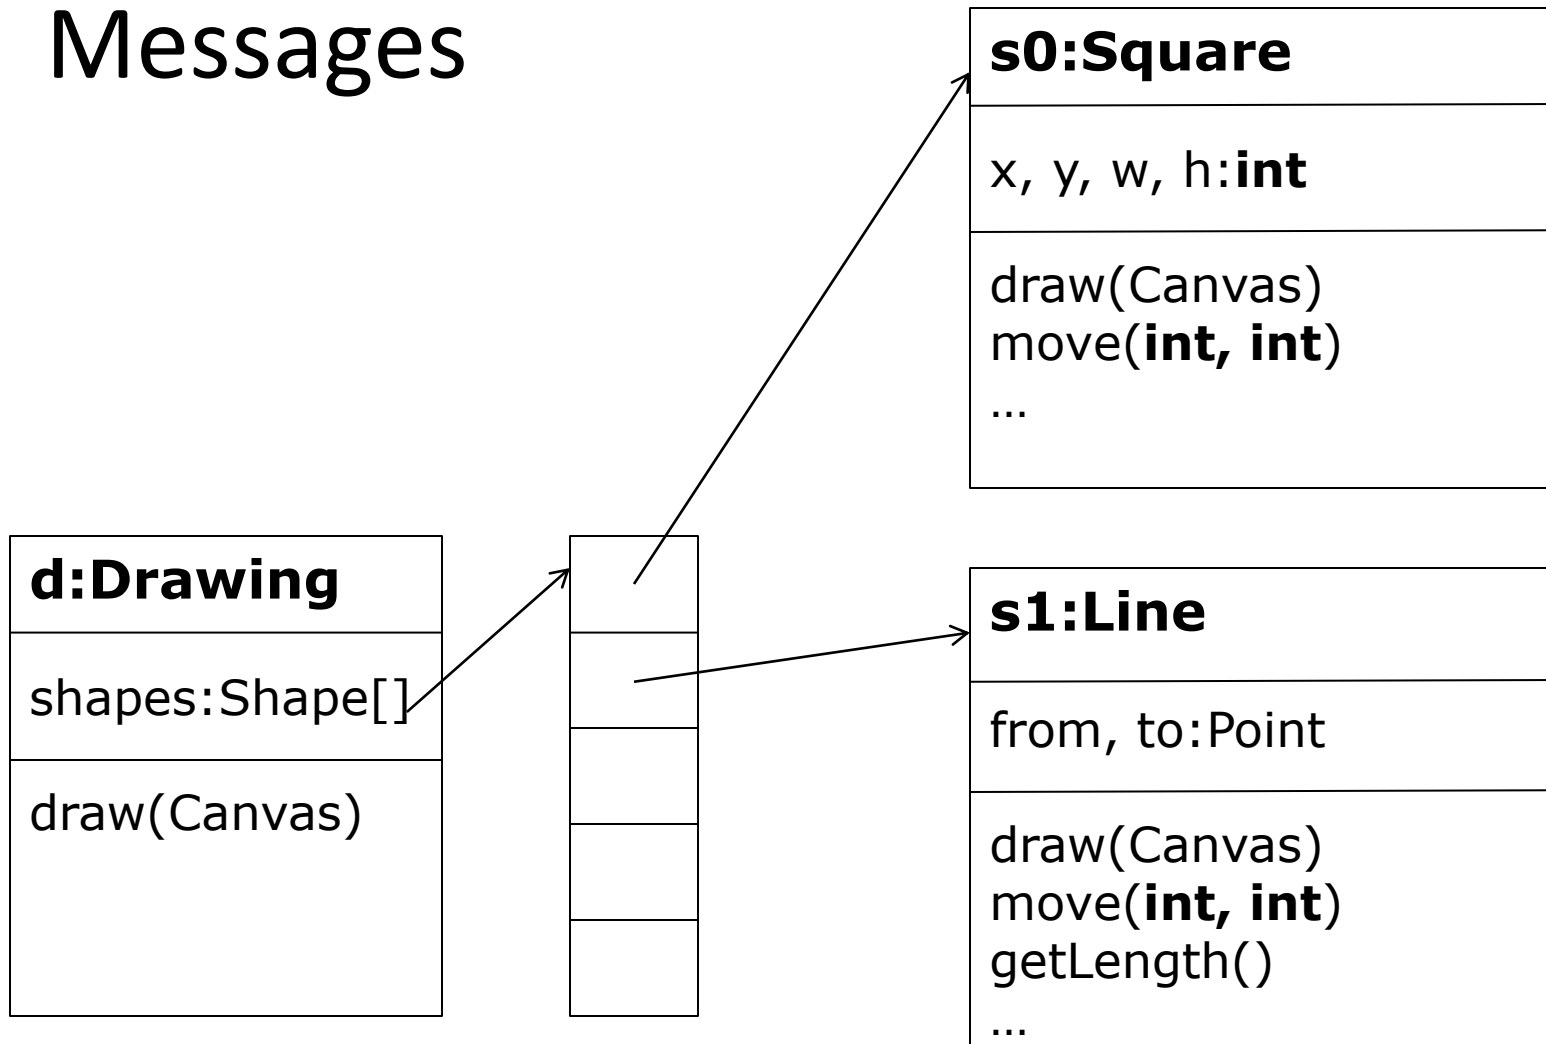 Messages
s0:Square
x, y, w, h:int
draw(Canvas)
move(int, int)
…
d:Drawing
shapes:Shape[]
draw(Canvas)
s1:Line
from, to:Point
draw(Canvas)
move(int, int)
getLength()
…